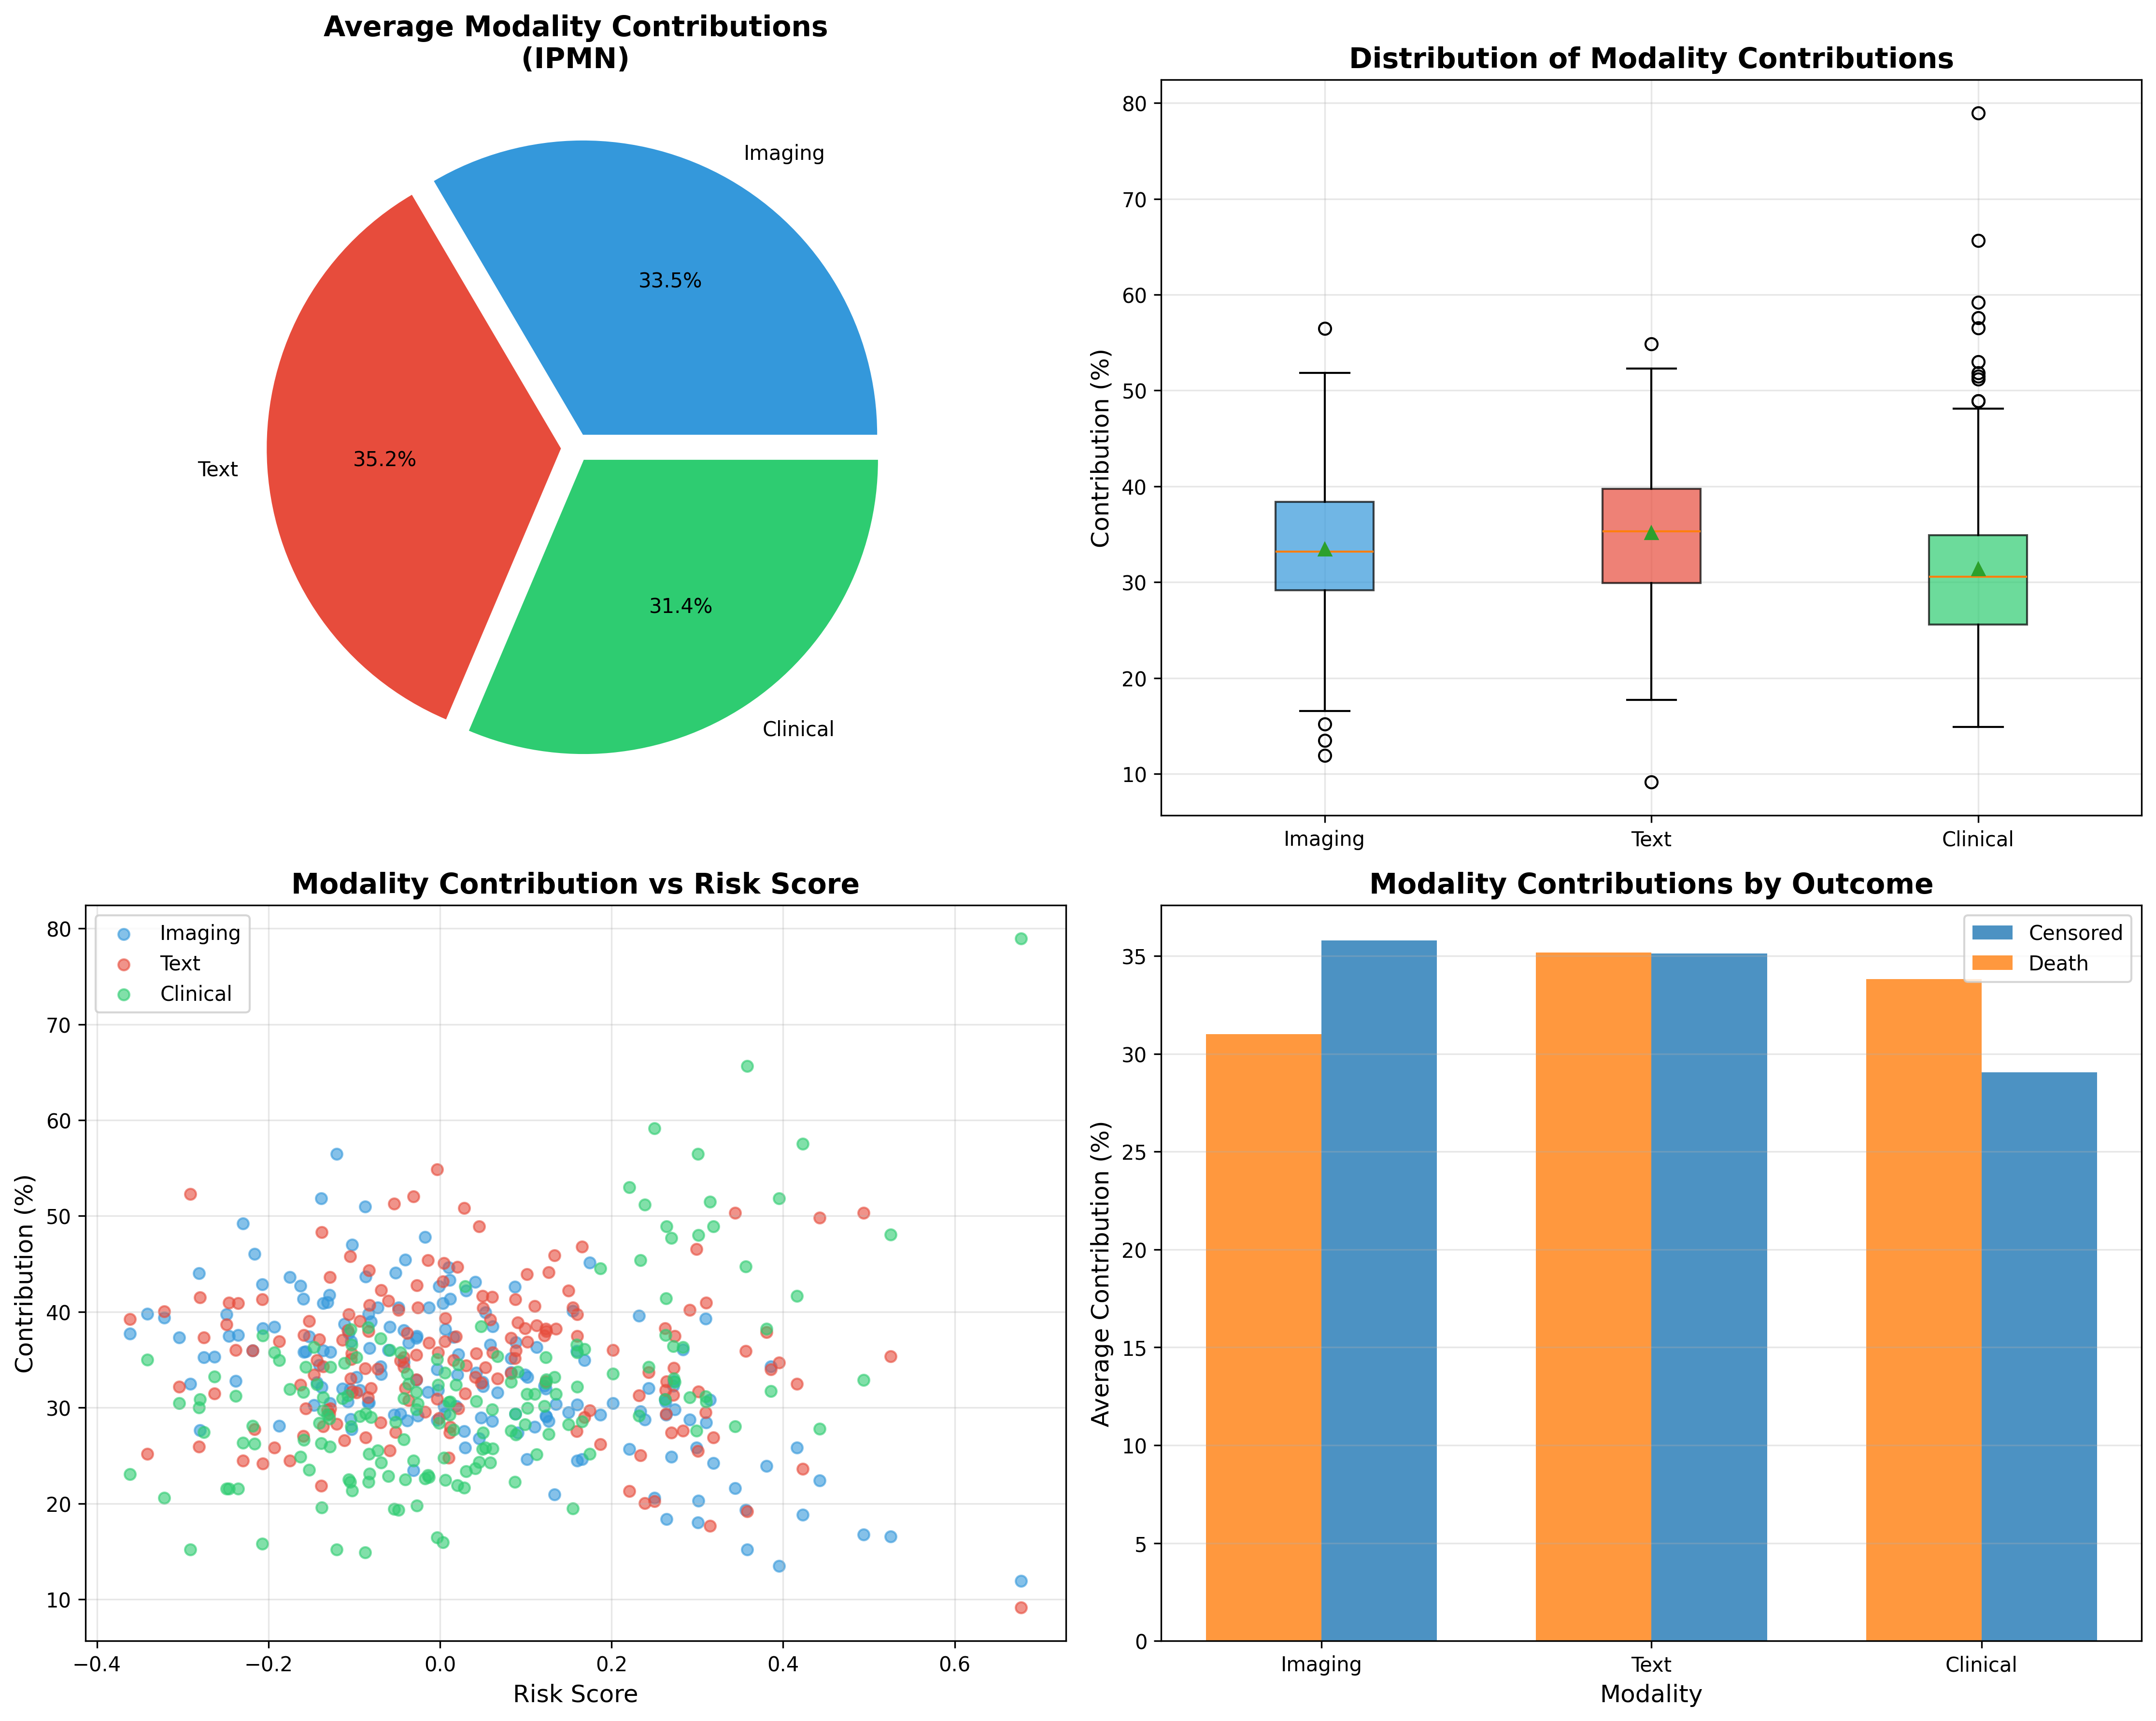 Average Modality Contributions
(IPMN)
Imaging
33.5%
Text
35.2%
31.4%
Clinical
Distribution of Modality Contributions
Contribution (%)
80
70
60
50
40
30
20
10
Imaging
Text
Clinical
Modality Contribution vs Risk Score
Imaging
Text
Clinical
Contribution (%)
80
70
60
50
40
30
20
10
−0.4
−0.2
0.0
0.2
0.4
0.6
Risk Score
Modality Contributions by Outcome
Censored
Death
Average Contribution (%)
35
30
25
20
15
10
5
0
Imaging
Text
Clinical
Modality